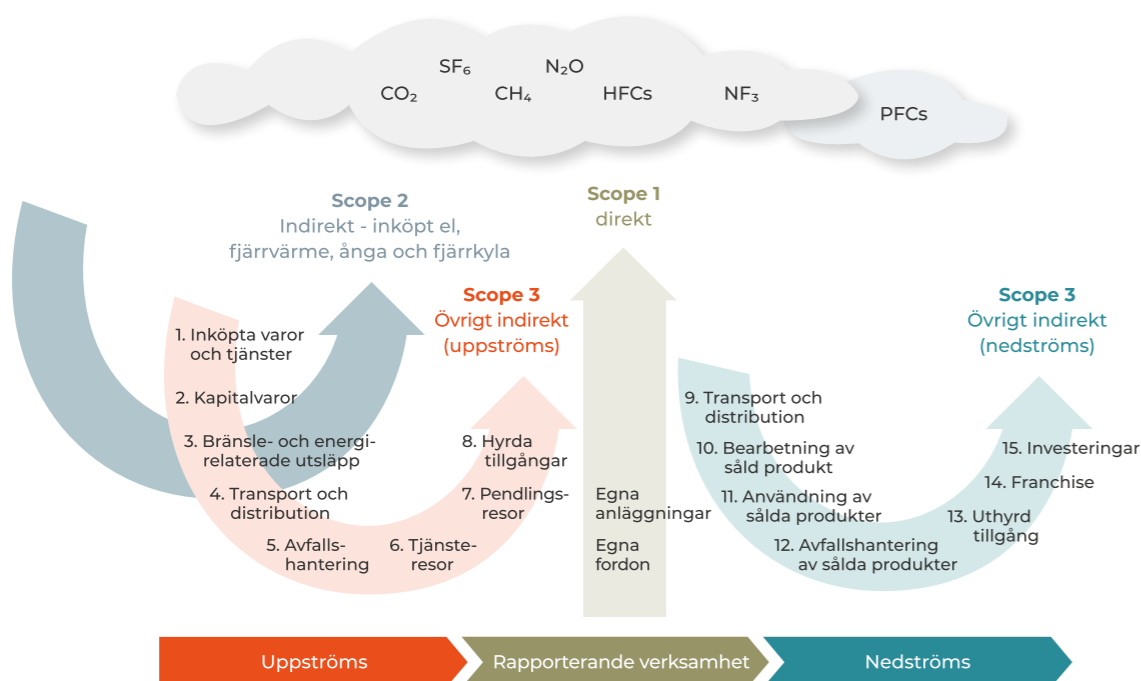 SF₆
N₂O
CO₂
CH₄
HFCs
NF₃
PFCs
Scope 2
Indirekt - inköpt el,
fjärrvärme, ånga och fjärrkyla
Scope 1
direkt
Scope 3
Övrigt indirekt
(uppströms)
Scope 3
Övrigt indirekt
(nedströms)
1. Inköpta varor
och tjänster
2. Kapitalvaror
3. Bränsle- och energi-
relaterade utsläpp
4. Transport och
distribution
5. Avfalls-
hantering
6. Tjänste-
resor
7. Pendlings-
resor
8. Hyrda
tillgångar
Egna
anläggningar
Egna
fordon
9. Transport och
distribution
10. Bearbetning av
såld produkt
11. Användning av
sålda produkter
12. Avfallshantering
av sålda produkter
13. Uthyrd
tillgång
14. Franchise
15. Investeringar
Uppströms
Rapporterande verksamhet
Nedströms